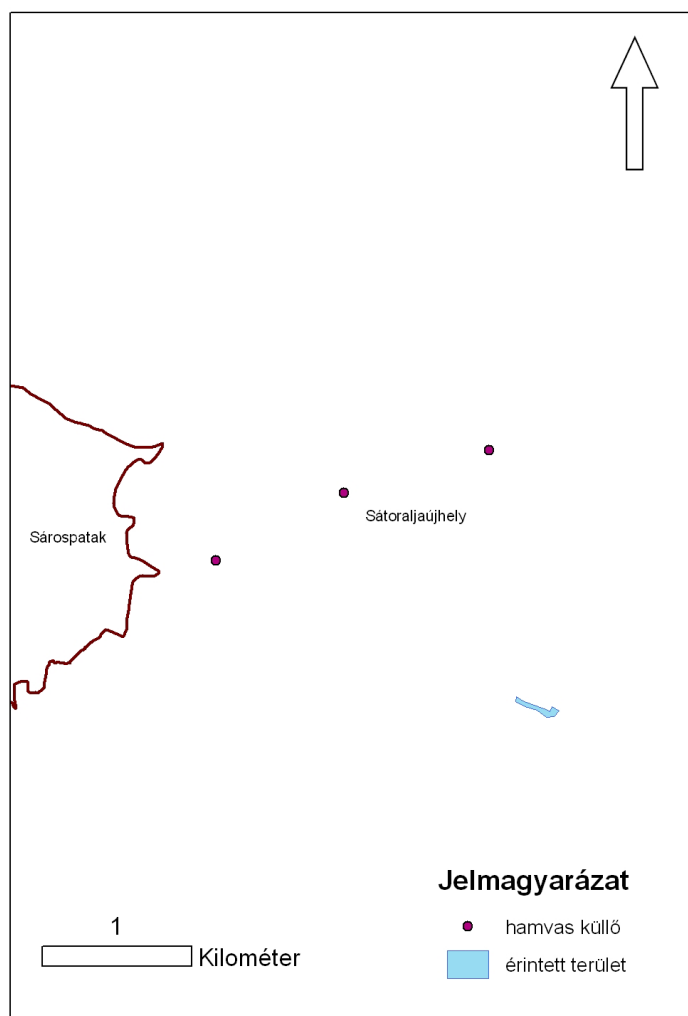 Sátoraljaújhely
Sárospatak
Jelmagyarázat
hamvas küllő
érintett terület
1
Kilométer